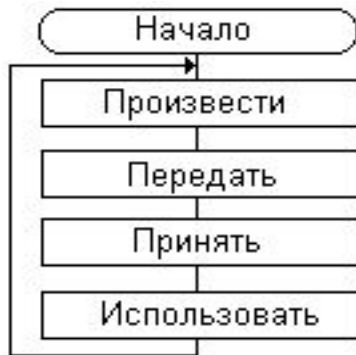 Начало
Произвести
Передать
Принять
Использовать